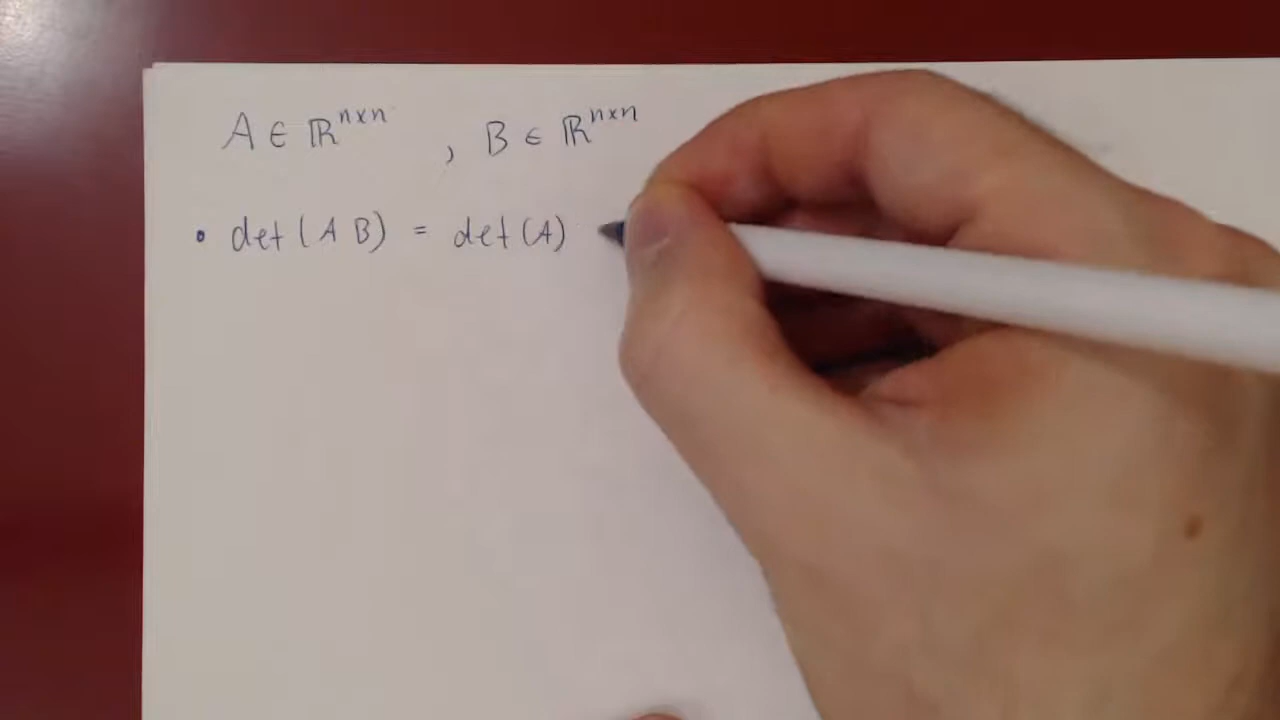 A ∈ ℝ^{n×n} , B ∈ ℝ^{n×n}
• det(AB) = det(A)